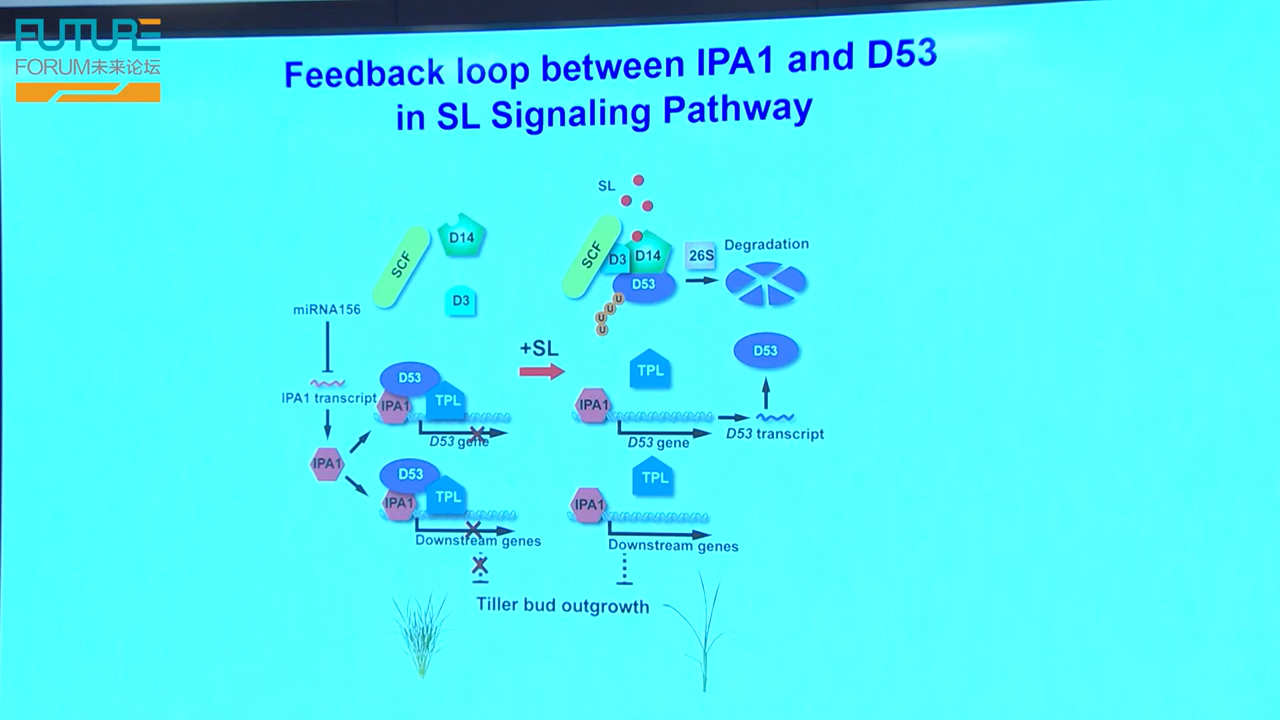 FUTURE
FORUM未来论坛
Feedback loop between IPA1 and D53
in SL Signaling Pathway
SL
SCF
D14
D3
SCF
D3
D14
D53
26S
Degradation
U
U
U
U
miRNA156
IPA1 transcript
IPA1
D53
IPA1
TPL
D53 gene
D53
IPA1
TPL
Downstream genes
+SL
TPL
IPA1
D53 gene
D53
D53 transcript
TPL
IPA1
Downstream genes
Tiller bud outgrowth